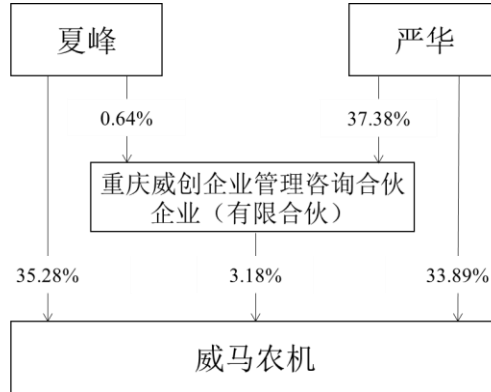 夏峰
严华
0.64%
37.38%
重庆威创企业管理咨询合伙
企业（有限合伙）
35.28%
3.18%
33.89%
威马农机